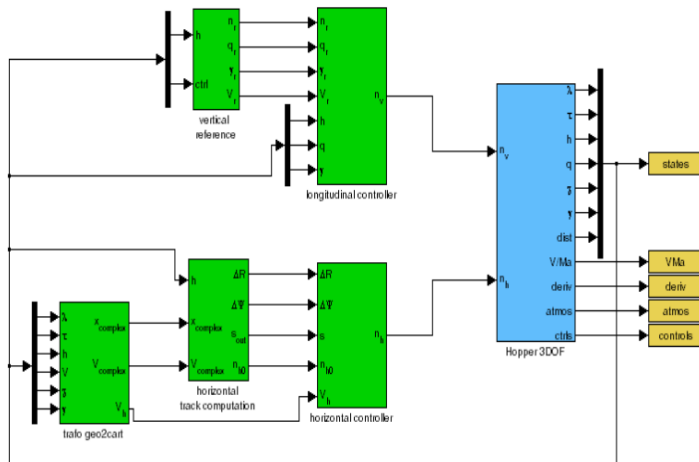 h
ctrl
n_r
q_r
γ_r
V_r
vertical
reference
n_r
q_r
γ_r
V_r
h
q
γ
n_v
longitudinal controller
λ
τ
h
V
χ
γ
x_complex
V_complex
V_h
trafo geo2cart
h
x_complex
V_complex
ΔR
ΔΨ
s_out
n_h0
horizontal
track computation
ΔR
ΔΨ
s
n_h0
V_h
n_h
horizontal controller
n_v
n_h
λ
τ
h
q
χ
γ
dist
V/Ma
deriv
atmos
ctrls
Hopper 3DOF
states
VMa
deriv
atmos
controls